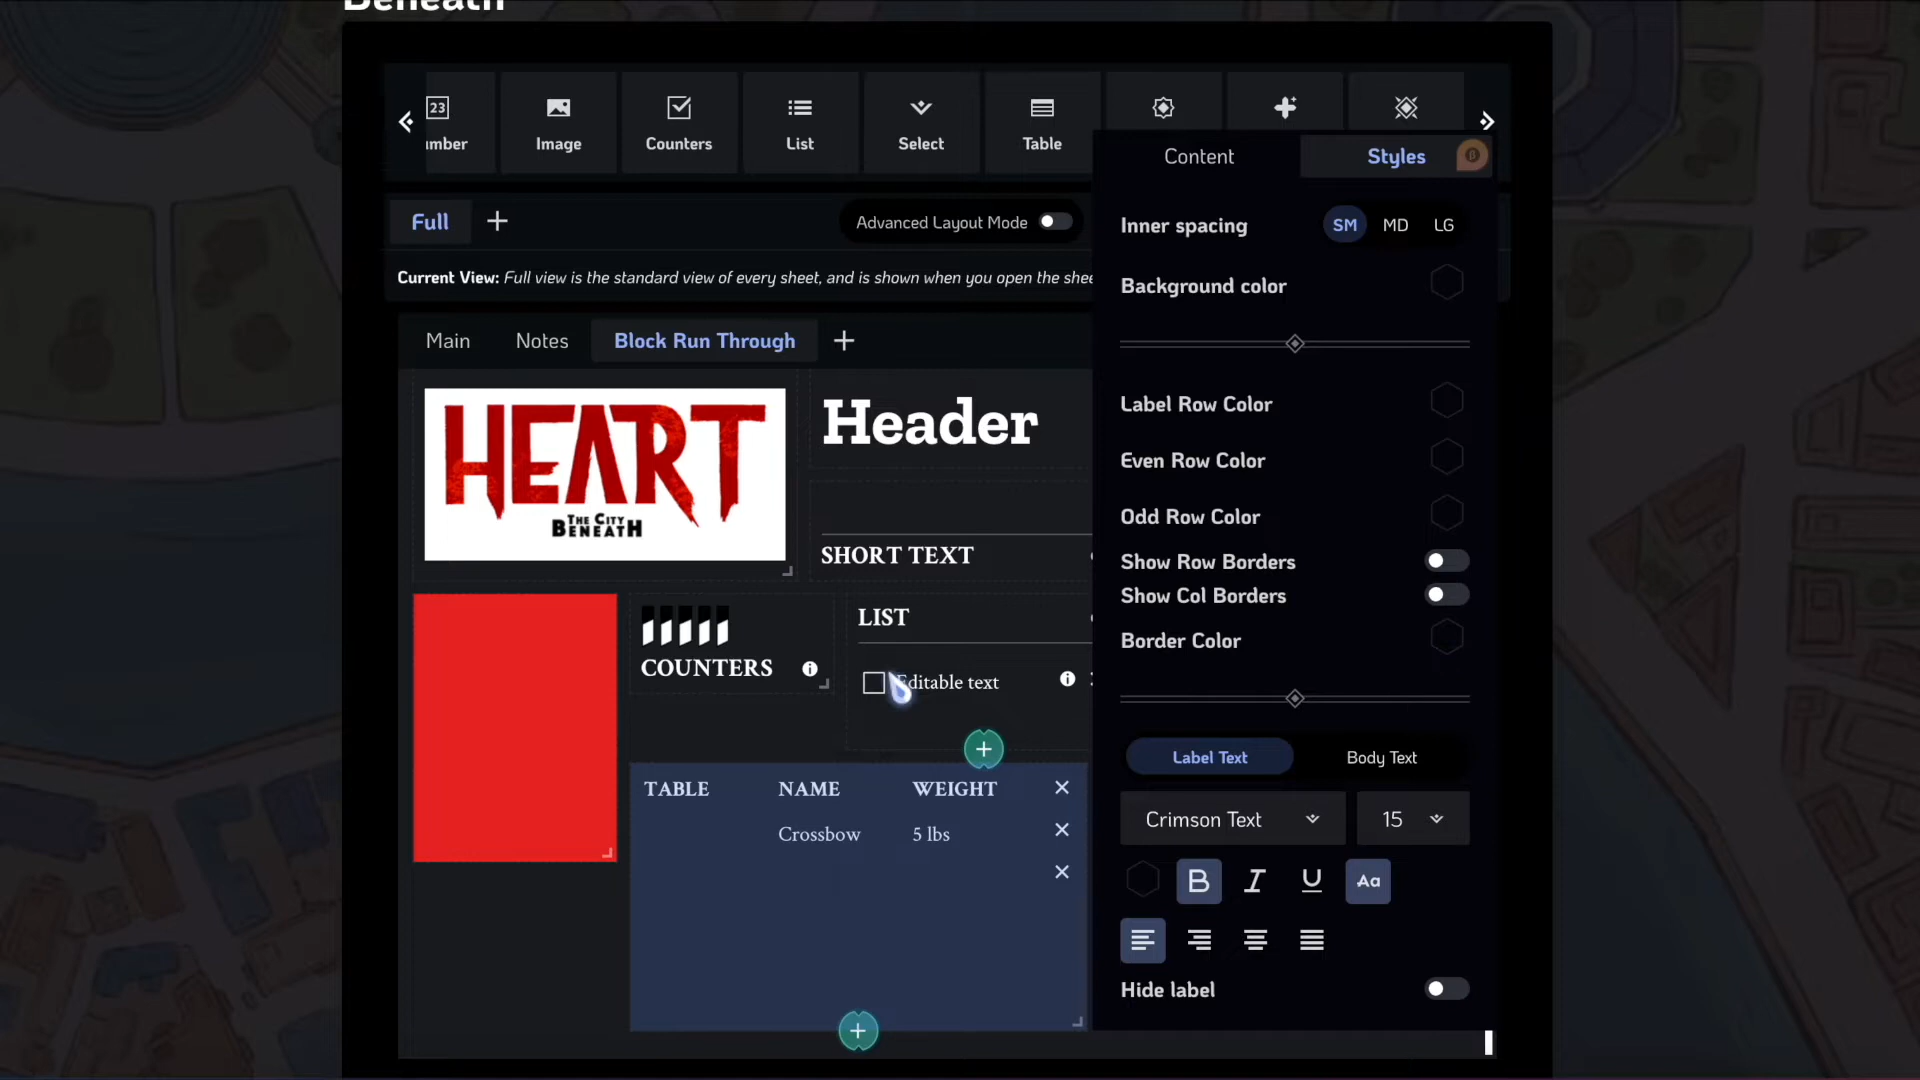 Beneath
Image
Counters
List
Select
Table
Full
Advanced Layout Mode
Current View: Full view is the standard view of every sheet, and is shown when you open the
Main
Notes
Block Run Through
HEART
THE CITY
BENEATH
Header
SHORT TEXT
COUNTERS
LIST
Editable text
TABLE NAME WEIGHT
Crossbow 5 lbs
Content
Styles
Inner spacing
SM MD LG
Background color
Label Row Color
Even Row Color
Odd Row Color
Show Row Borders
Show Col Borders
Border Color
Label Text
Body Text
Crimson Text
15
B I U Aa
Hide label